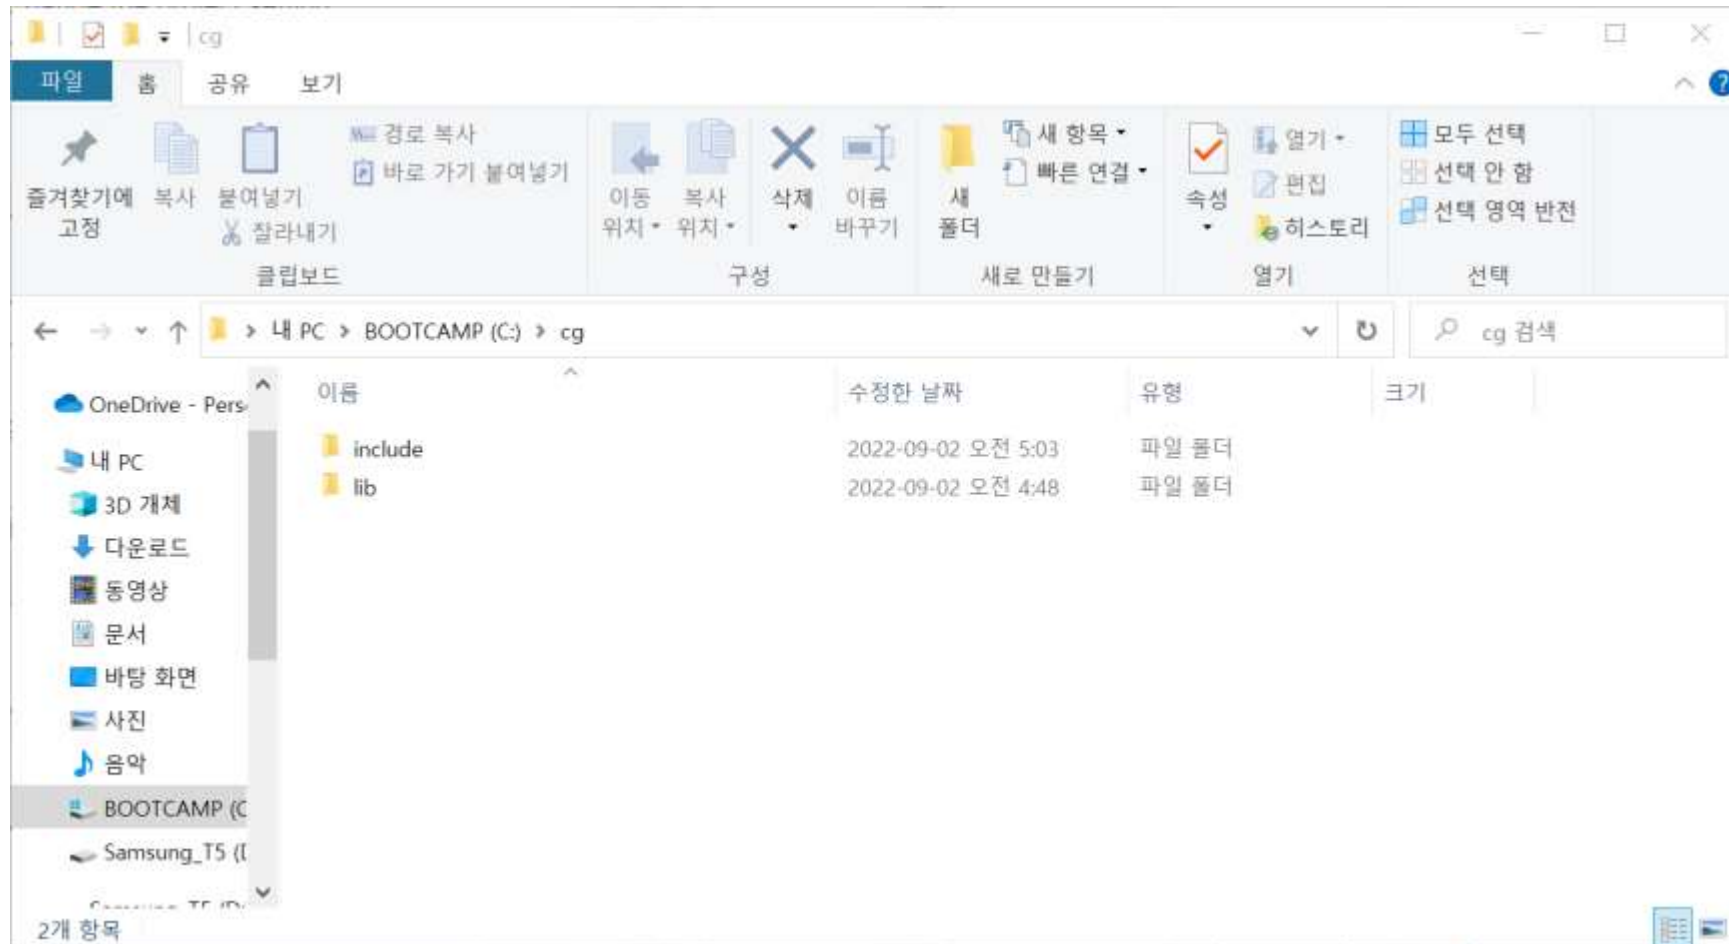 cg
파일 홈 공유 보기
즐겨찾기에 고정
복사
붙여넣기
경로 복사
바로 가기 붙여넣기
잘라내기
클립보드
이동 위치
복사 위치
삭제
이름 바꾸기
구성
새 폴더
새 항목
빠른 연결
새로 만들기
속성
열기
편집
히스토리
열기
모두 선택
선택 안 함
선택 영역 반전
선택
내 PC > BOOTCAMP (C:) > cg
cg 검색
OneDrive - Pers
내 PC
3D 개체
다운로드
동영상
문서
바탕 화면
사진
음악
BOOTCAMP (C
Samsung_T5 (
이름 수정한 날짜 유형 크기
include 2022-09-02 오전 5:03 파일 폴더
lib 2022-09-02 오전 4:48 파일 폴더
2개 항목